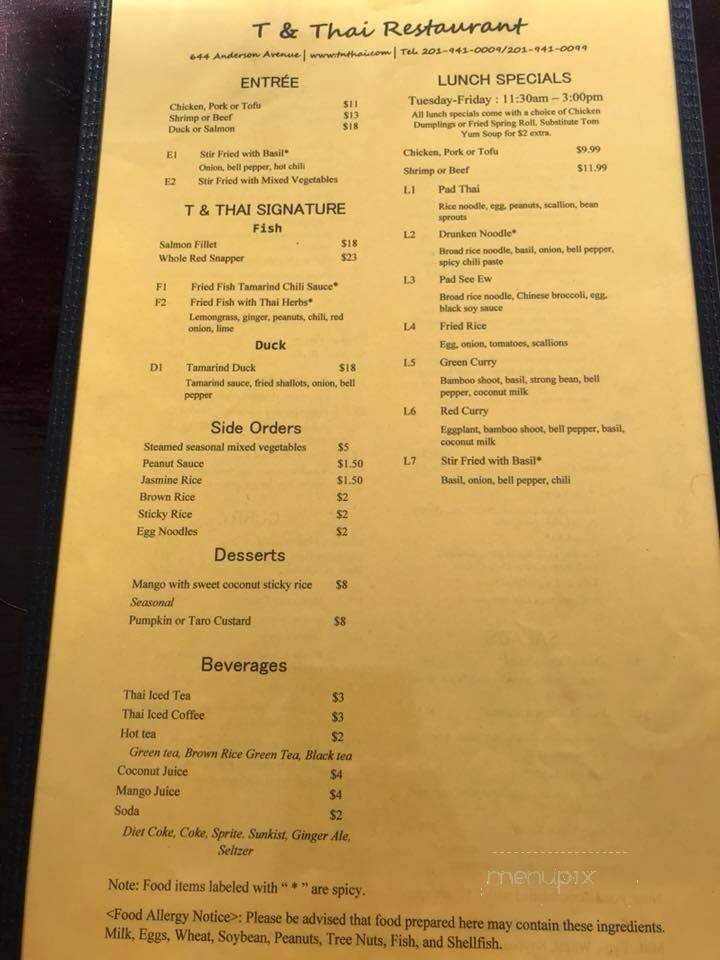 T & Thai Restaurant
644 Anderson Avenue | www.tnthai.com | Tel. 201-941-0009/201-941-0099
ENTRÉE
Chicken, Pork or Tofu $11
Shrimp or Beef $13
Duck or Salmon $18
E1 Stir Fried with Basil*
Onion, bell pepper, hot chili
E2 Stir Fried with Mixed Vegetables
T & THAI SIGNATURE
Fish
Salmon Fillet $18
Whole Red Snapper $23
F1 Fried Fish Tamarind Chili Sauce*
F2 Fried Fish with Thai Herbs*
Lemongrass, ginger, peanuts, chili, red
onion, lime
Duck
D1 Tamarind Duck $18
Tamarind sauce, fried shallots, onion, bell
pepper
Side Orders
Steamed seasonal mixed vegetables $5
Peanut Sauce $1.50
Jasmine Rice $1.50
Brown Rice $2
Sticky Rice $2
Egg Noodles $2
Desserts
Mango with sweet coconut sticky rice $8
Seasonal
Pumpkin or Taro Custard $8
Beverages
Thai Iced Tea $3
Thai Iced Coffee $3
Hot tea $2
Green tea, Brown Rice Green Tea, Black tea
Coconut Juice $4
Mango Juice $4
Soda $2
Diet Coke, Coke, Sprite. Sunkist, Ginger Ale,
Seltzer
LUNCH SPECIALS
Tuesday-Friday : 11:30am – 3:00pm
All lunch specials come with a choice of Chicken
Dumplings or Fried Spring Roll. Substitute Tom
Yum Soup for $2 extra.
Chicken, Pork or Tofu $9.99
Shrimp or Beef $11.99
L1 Pad Thai
Rice noodle, egg, peanuts, scallion, bean
sprouts
L2 Drunken Noodle*
Broad rice noodle, basil, onion, bell pepper,
spicy chili paste
L3 Pad See Ew
Broad rice noodle, Chinese broccoli, egg,
black soy sauce
L4 Fried Rice
Egg, onion, tomatoes, scallions
L5 Green Curry
Bamboo shoot, basil, strong bean, bell
pepper, coconut milk
L6 Red Curry
Eggplant, bamboo shoot, bell pepper, basil,
coconut milk
L7 Stir Fried with Basil*
Basil, onion, bell pepper, chili
menupix
Note: Food items labeled with " * " are spicy.
<Food Allergy Notice>: Please be advised that food prepared here may contain these ingredients.
Milk, Eggs, Wheat, Soybean, Peanuts, Tree Nuts, Fish, and Shellfish.